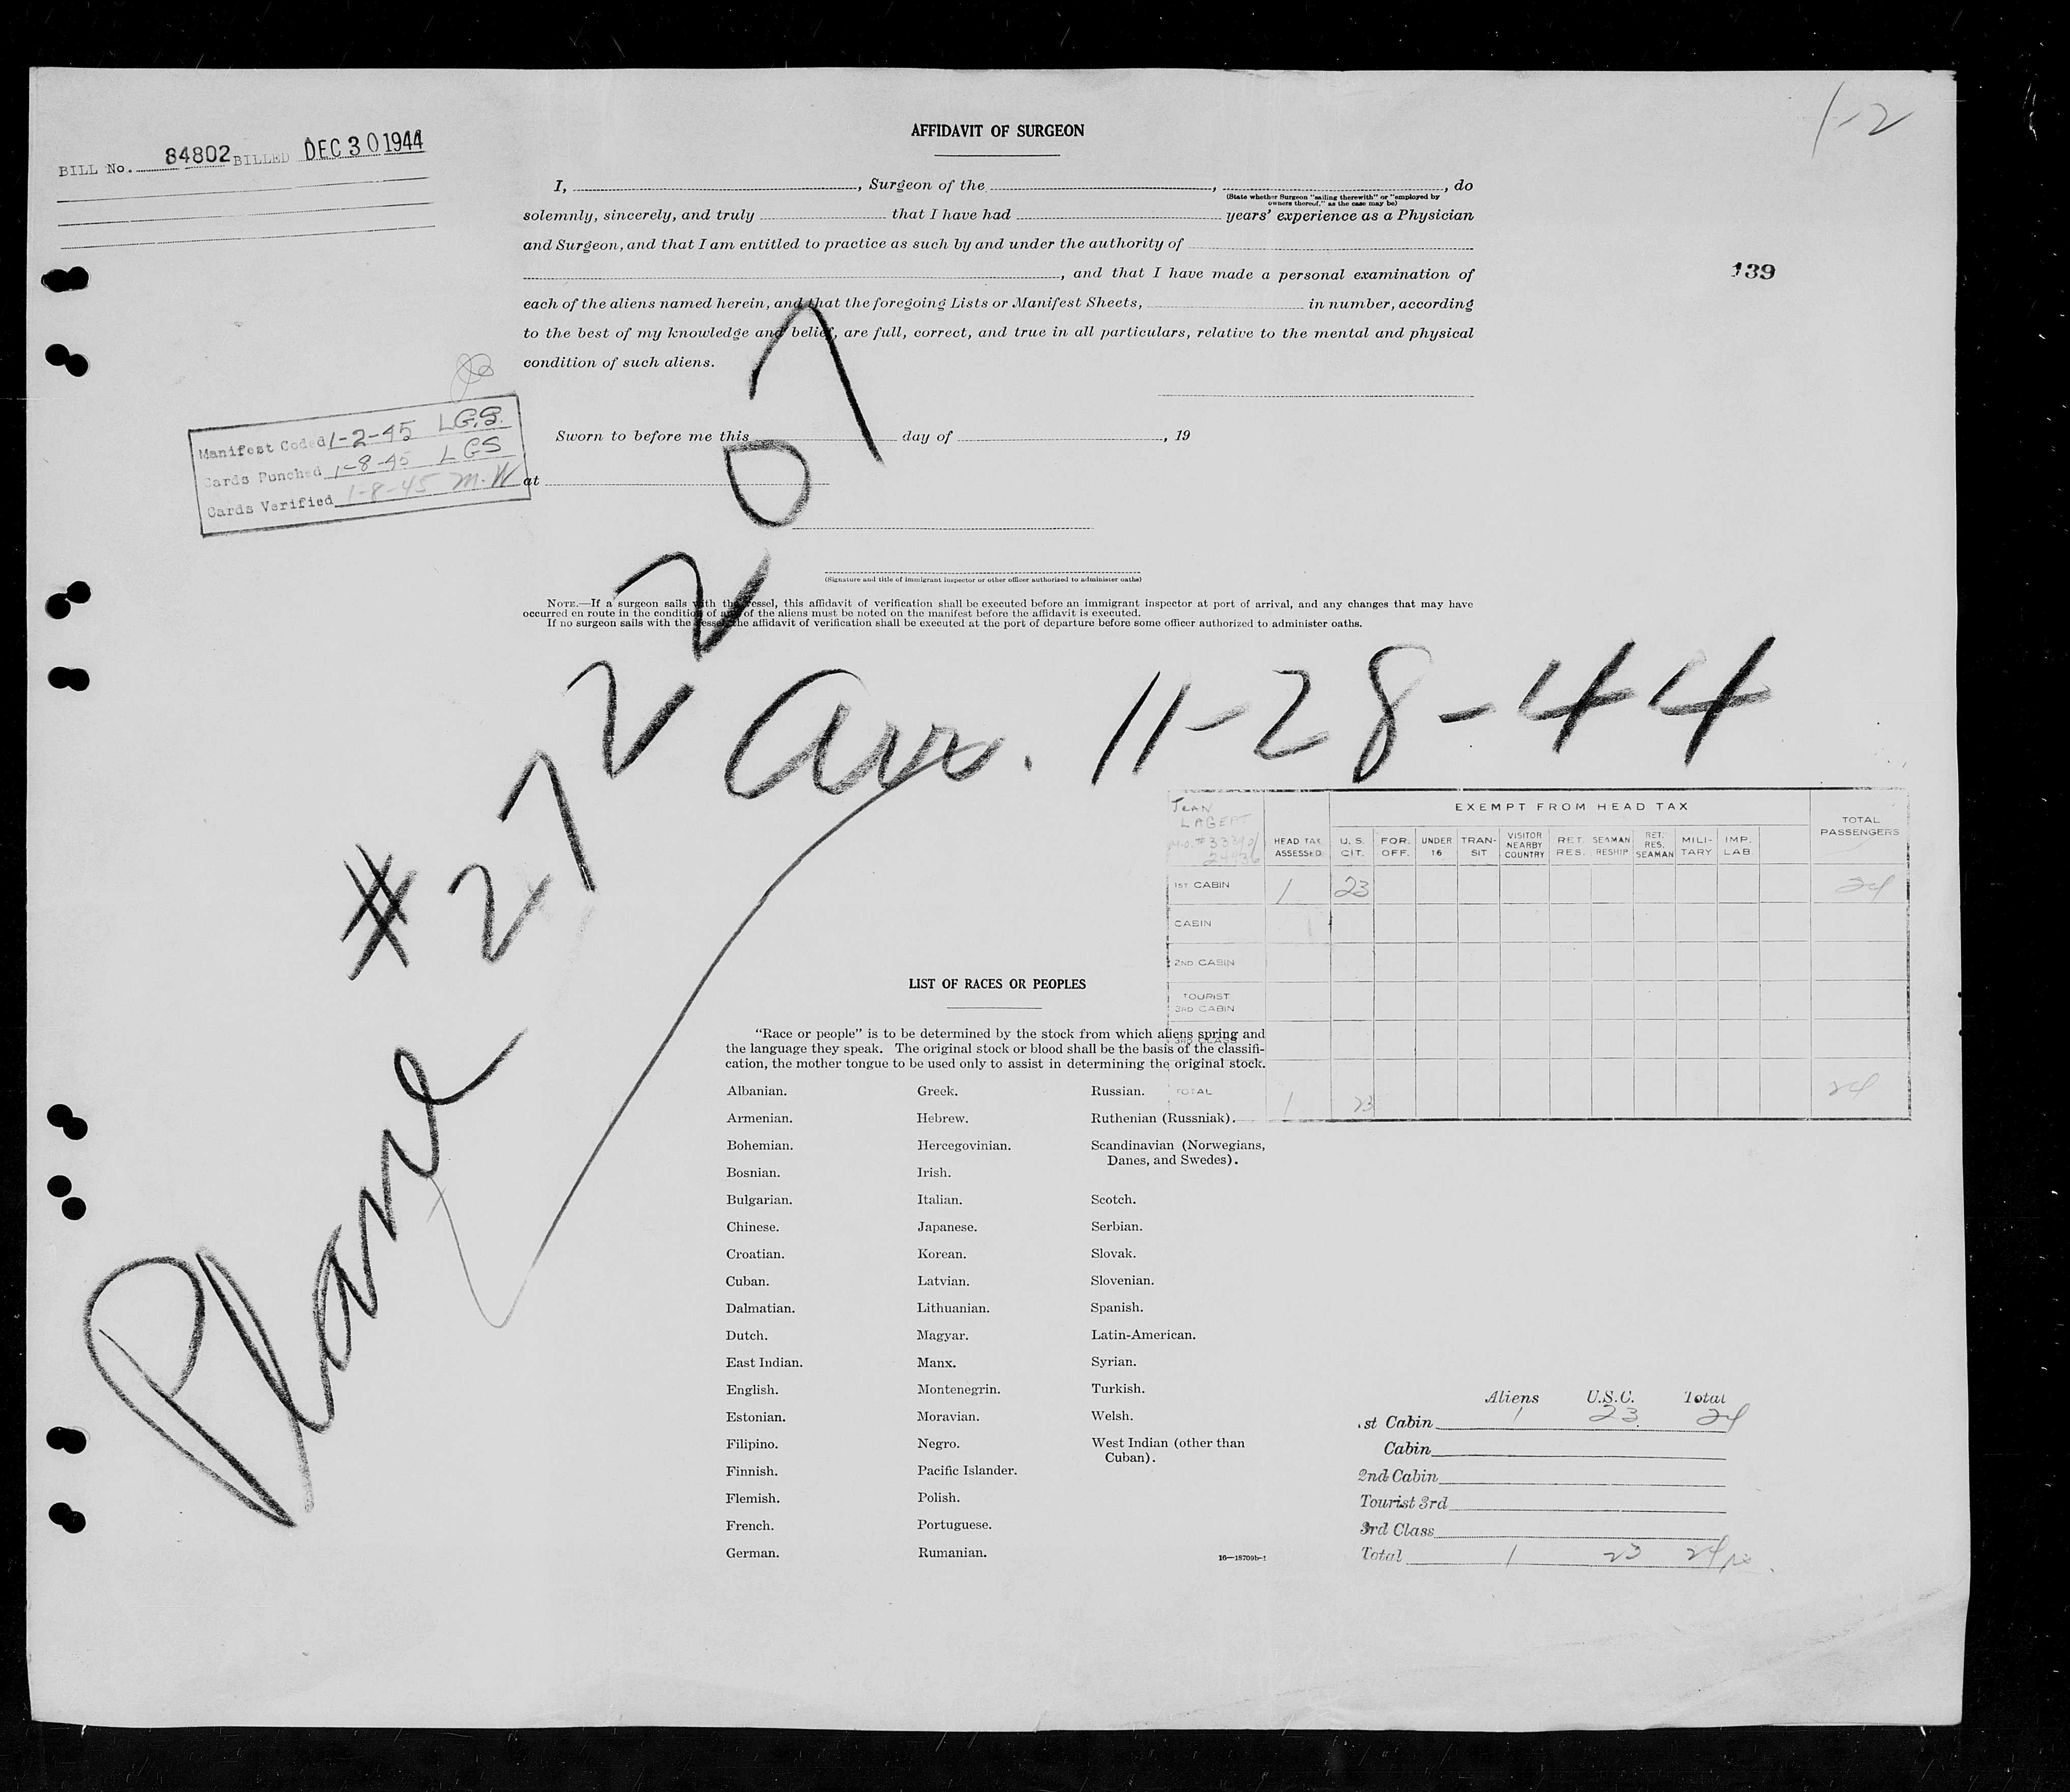 1-2
BILL No. 84802 BILLED DEC 30 1944
AFFIDAVIT OF SURGEON
I, , Surgeon of the , , do
(State whether Surgeon "sailing therewith" or "employed by
owners thereof," as the case may be)
solemnly, sincerely, and truly that I have had years' experience as a Physician
and Surgeon, and that I am entitled to practice as such by and under the authority of
, and that I have made a personal examination of
139
each of the aliens named herein, and that the foregoing Lists or Manifest Sheets, in number, according
to the best of my knowledge and belief, are full, correct, and true in all particulars, relative to the mental and physical
condition of such aliens.
Manifest Coded 1-2-45 LG.S.
Cards Punched 1-8-45 LGS
Cards Verified 1-8-45 M.W
Sworn to before me this day of , 19
at
(Signature and title of immigrant inspector or other officer authorized to administer oaths)
NOTE.—If a surgeon sails with the vessel, this affidavit of verification shall be executed before an immigrant inspector at port of arrival, and any changes that may have
occurred en route in the condition of any of the aliens must be noted on the manifest before the affidavit is executed.
If no surgeon sails with the vessel, the affidavit of verification shall be executed at the port of departure before some officer authorized to administer oaths.
Plane # 272207
Arr. 11-28-44
JEAN
EXEMPT FROM HEAD TAX
HEAD TAX ASSESSED U. S. CIT. FOR. OFF. UNDER 16 TRAN-SIT VISITOR NEARBY COUNTRY RET. RES. SEAMAN RESHIP RET. RES. SEAMAN MILI-TARY IMP. LAB TOTAL PASSENGERS
1ST CABIN 1 23 24
CABIN
2ND CABIN
TOURIST
3RD CABIN
3RD CLASS
TOTAL 1 23 24
LIST OF RACES OR PEOPLES
"Race or people" is to be determined by the stock from which aliens spring and
the language they speak. The original stock or blood shall be the basis of the classifi-
cation, the mother tongue to be used only to assist in determining the original stock.
Albanian. Greek. Russian.
Armenian. Hebrew. Ruthenian (Russniak).
Bohemian. Hercegovinian. Scandinavian (Norwegians,
Danes, and Swedes).
Bosnian. Irish.
Bulgarian. Italian. Scotch.
Chinese. Japanese. Serbian.
Croatian. Korean. Slovak.
Cuban. Latvian. Slovenian.
Dalmatian. Lithuanian. Spanish.
Dutch. Magyar. Latin-American.
East Indian. Manx. Syrian.
English. Montenegrin. Turkish.
Estonian. Moravian. Welsh.
Filipino. Negro. West Indian (other than
Cuban).
Finnish. Pacific Islander.
Flemish. Polish.
French. Portuguese.
German. Rumanian.
16—18709b-1
Aliens U.S.C. Total
1st Cabin 1 23 24
Cabin
2nd Cabin
Tourist 3rd
3rd Class
Total 1 23 24